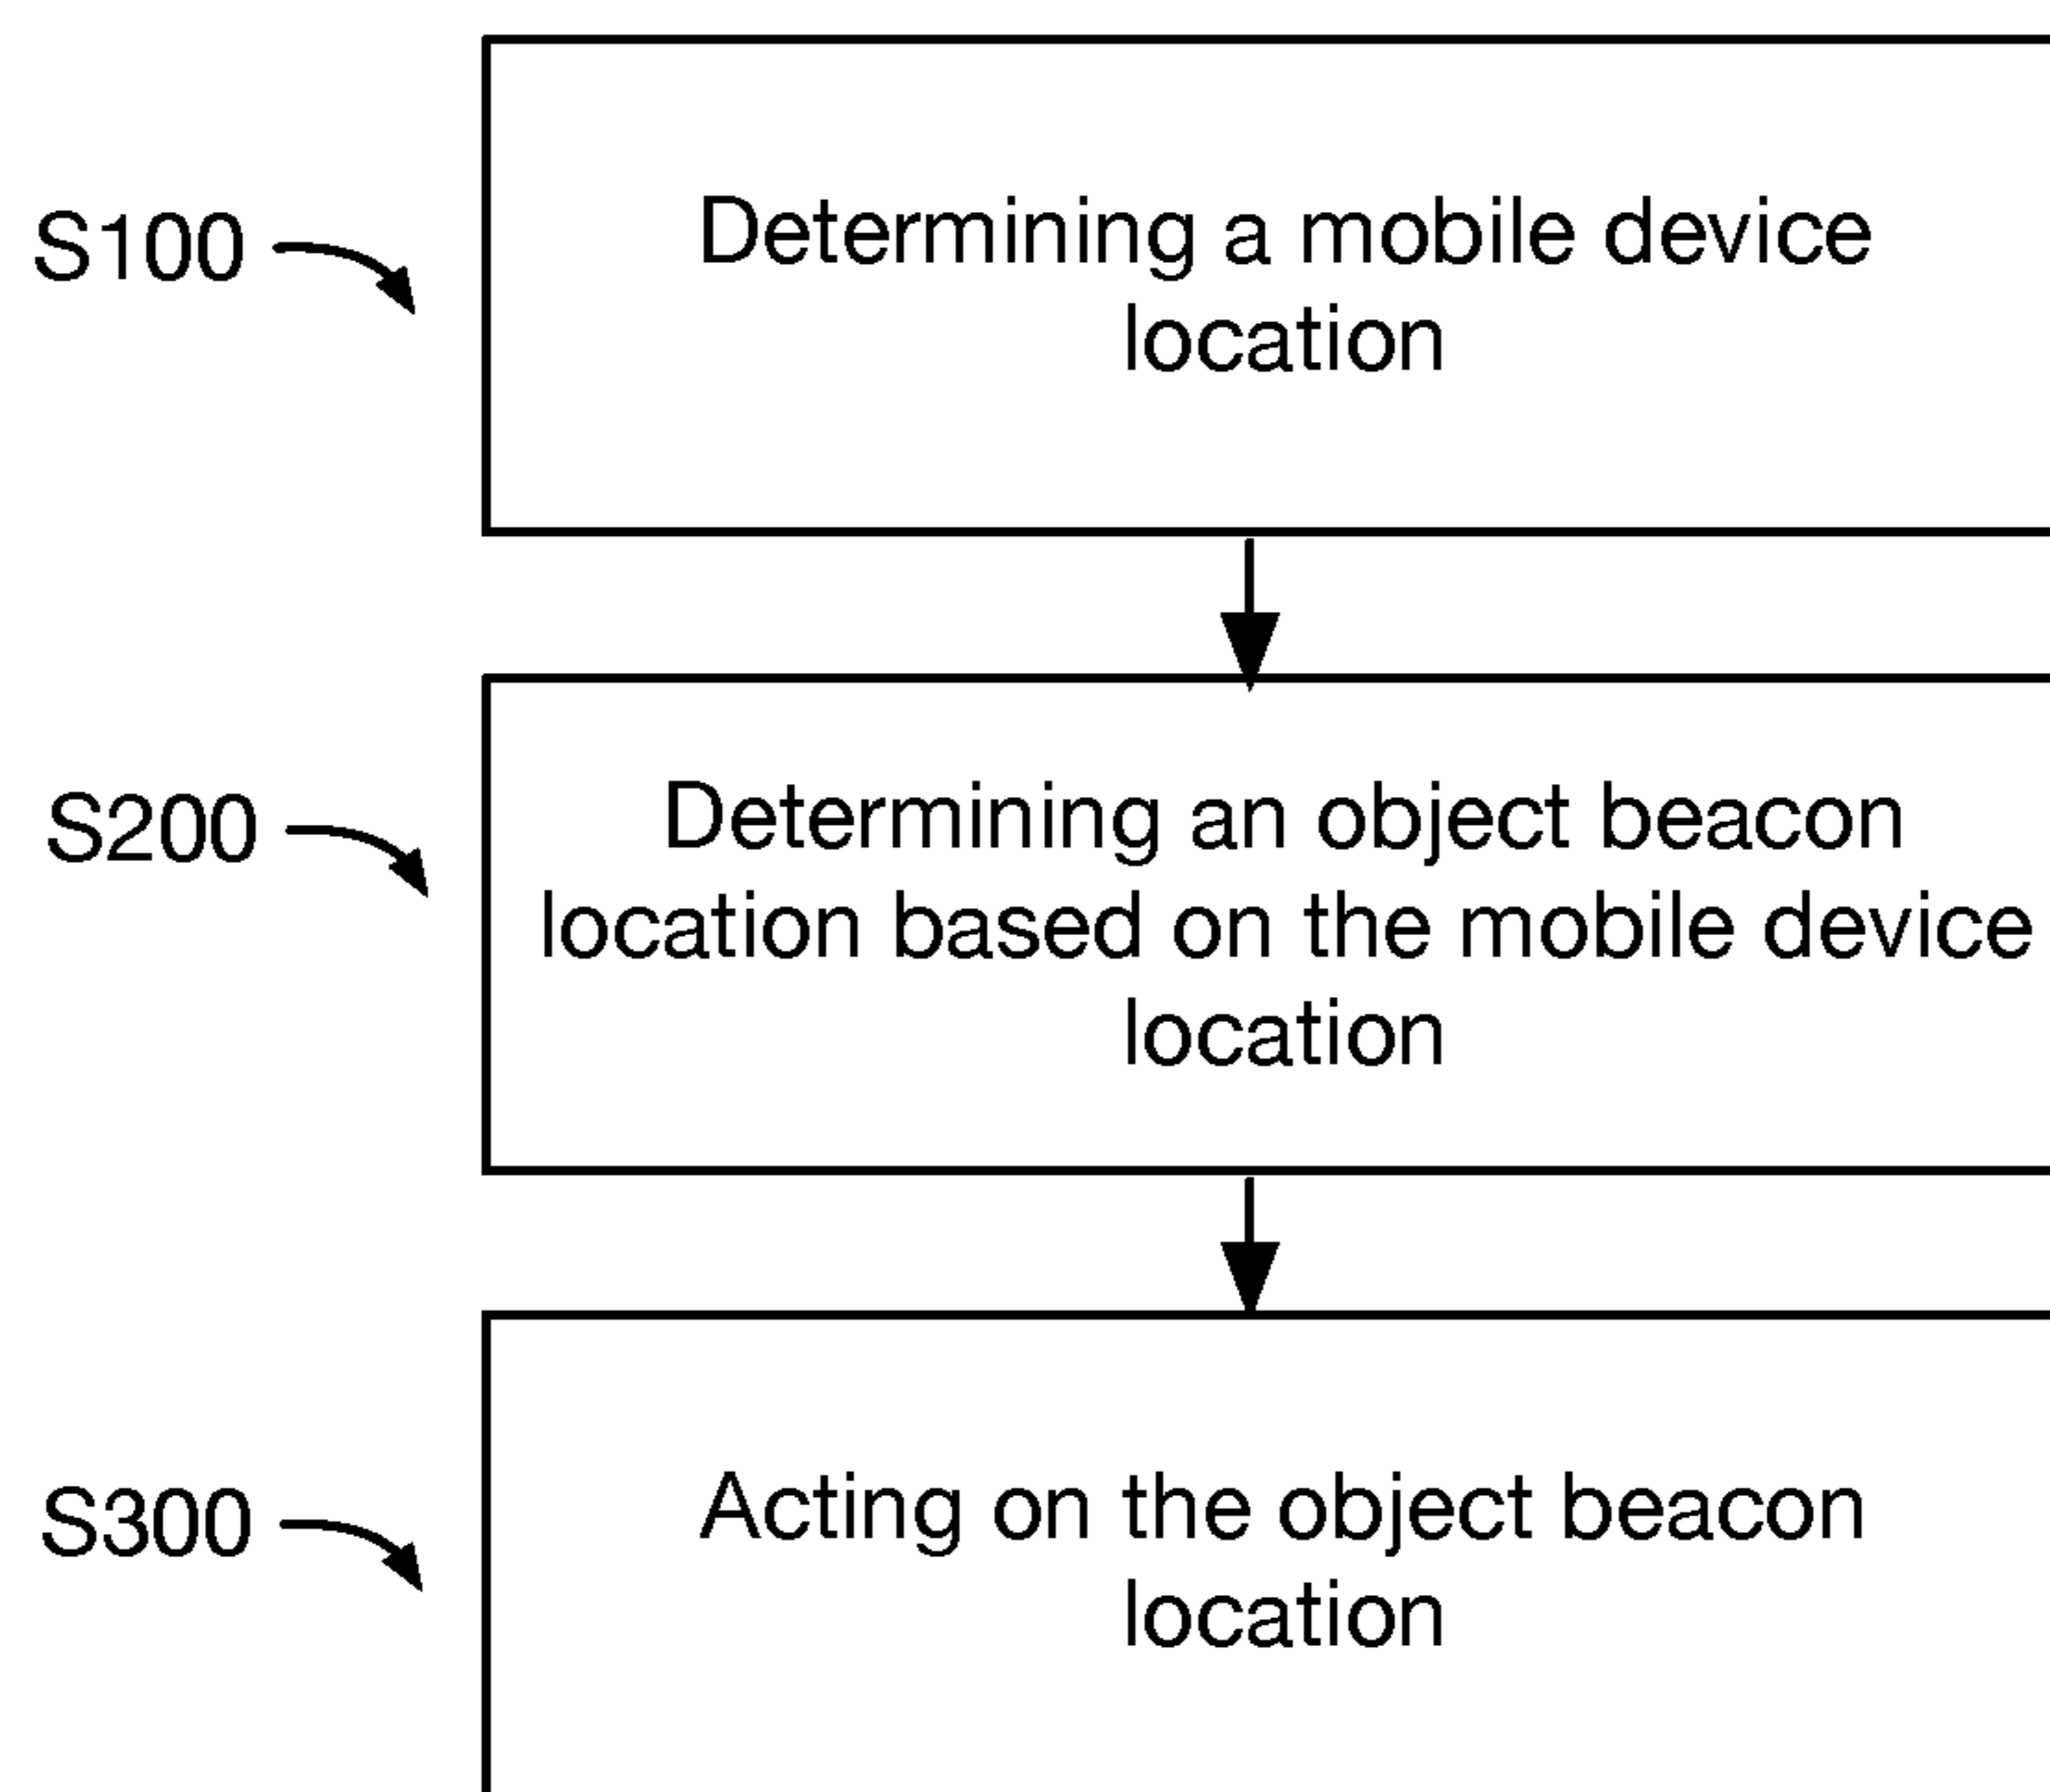 S100
Determining a mobile device
location
S200
Determining an object beacon
location based on the mobile device
location
S300
Acting on the object beacon
location